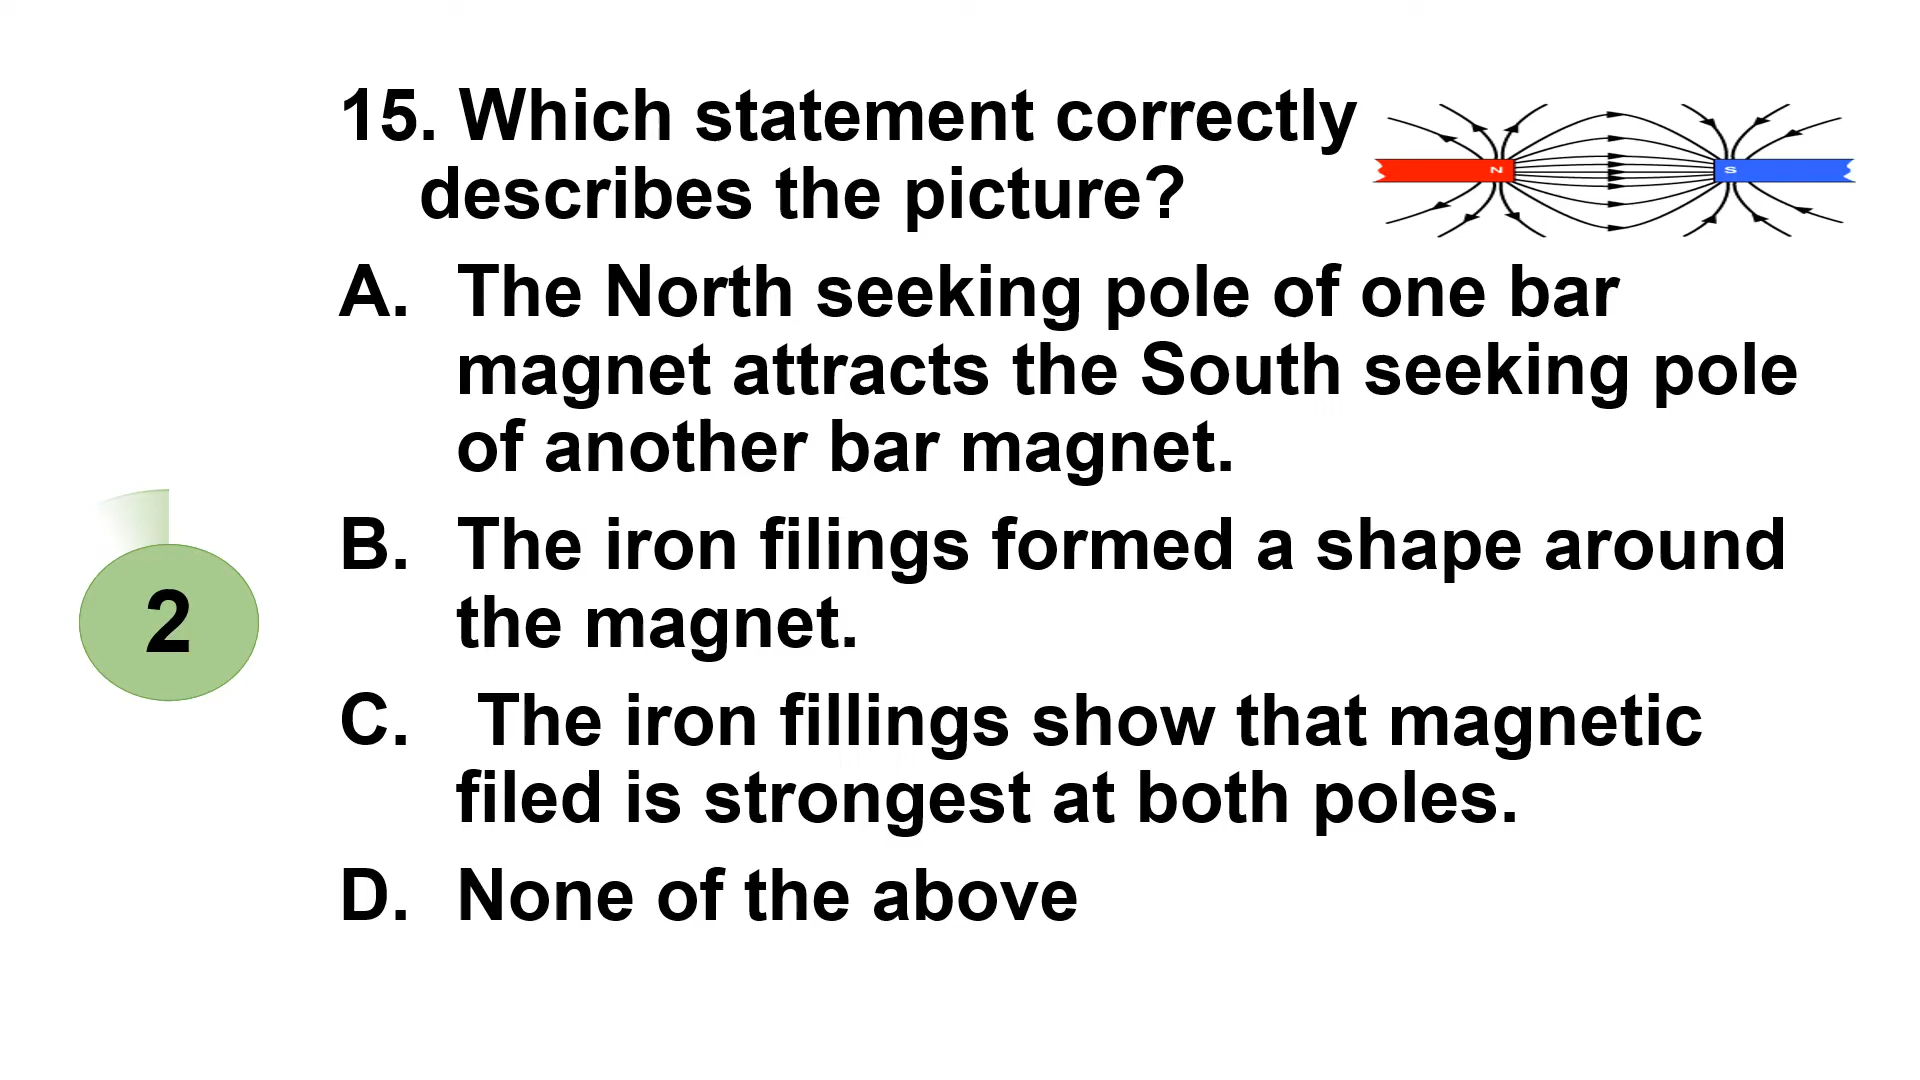 15. Which statement correctly
describes the picture?
N
S
A. The North seeking pole of one bar
magnet attracts the South seeking pole
of another bar magnet.
B. The iron filings formed a shape around
the magnet.
2
C. The iron fillings show that magnetic
filed is strongest at both poles.
D. None of the above